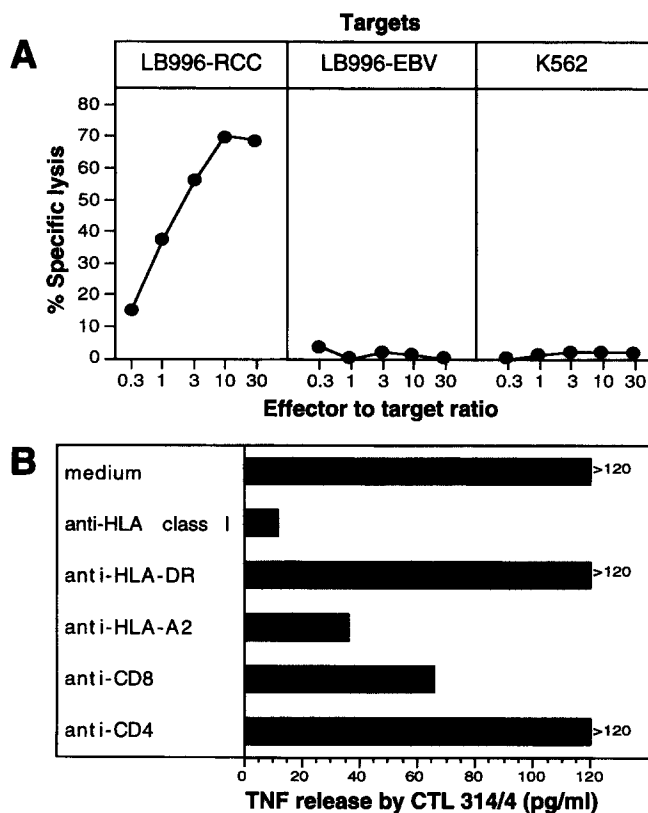 Targets
A
LB996-RCC LB996-EBV K562
% Specific lysis
80
70
60
50
40
30
20
10
0
0.3 1 3 10 30 0.3 1 3 10 30 0.3 1 3 10 30
Effector to target ratio
B
medium >120
anti-HLA class I
anti-HLA-DR >120
anti-HLA-A2
anti-CD8
anti-CD4 >120
0 20 40 60 80 100 120
TNF release by CTL 314/4 (pg/ml)